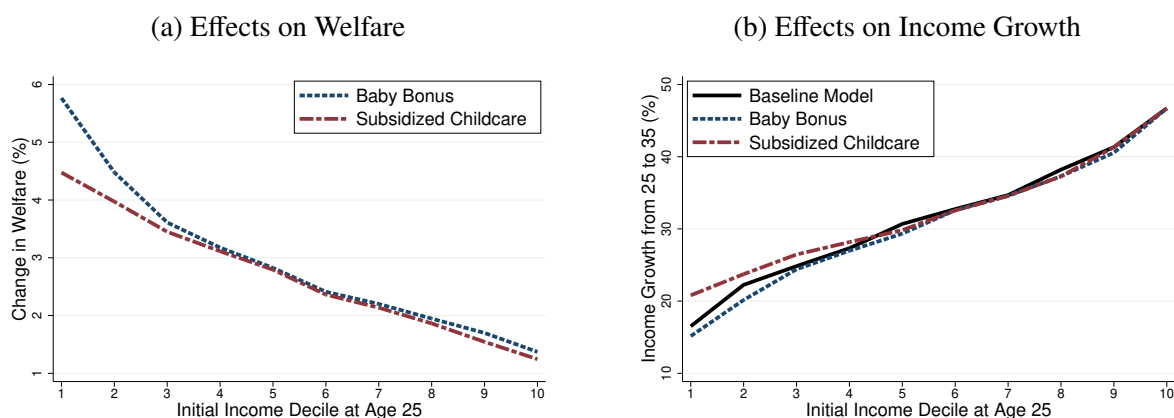 (a) Effects on Welfare
Change in Welfare (%)
6
5
4
3
2
1
Baby Bonus
Subsidized Childcare
1 2 3 4 5 6 7 8 9 10
Initial Income Decile at Age 25
(b) Effects on Income Growth
Income Growth from 25 to 35 (%)
50
40
30
20
10
Baseline Model
Baby Bonus
Subsidized Childcare
1 2 3 4 5 6 7 8 9 10
Initial Income Decile at Age 25